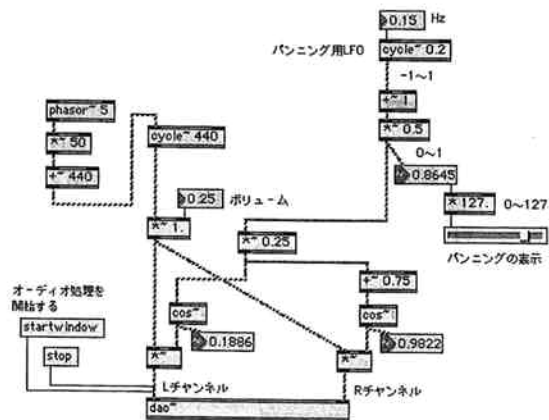 0.15 Hz
パンニング用LFO
cycle~ 0.2
-1~1
+~ 1.
phasor~ 5
*~ 50
+~ 440
cycle~ 440
*~ 0.5
0~1
0.8645
0.25 ボリューム
* 127.
0~127
*~ 1.
*~ 0.25
パンニングの表示
+~ 0.75
オーディオ処理を
開始する
cos~
cos~
startwindow
0.1886
0.9822
stop
*~
*~
Lチャンネル
Rチャンネル
dac~